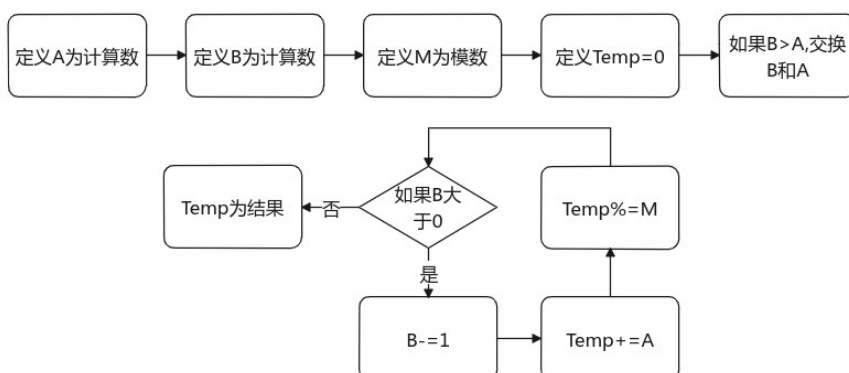 定义A为计算数
定义B为计算数
定义M为模数
定义Temp=0
如果B>A,交换
B和A
Temp为结果
否
如果B大
于0
Temp%=M
是
B-=1
Temp+=A